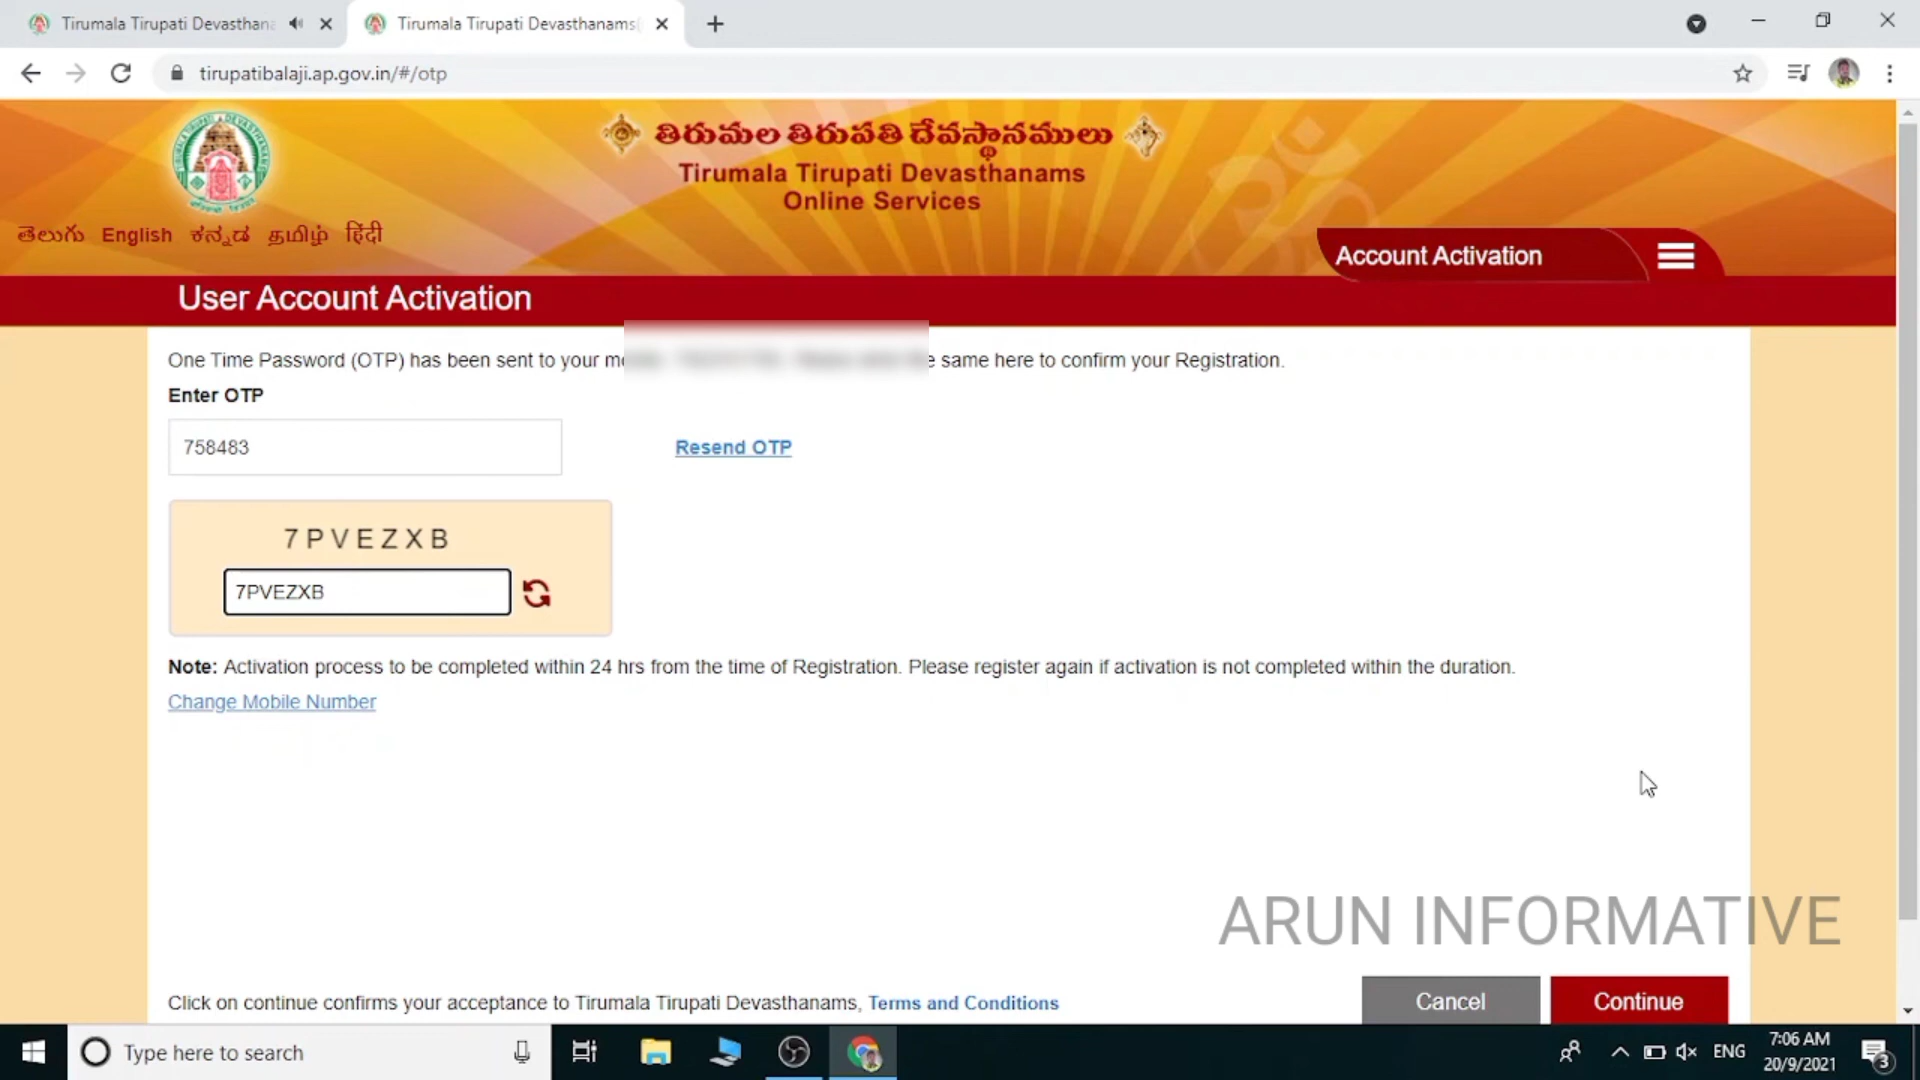 Tirumala Tirupati Devasthana
Tirumala Tirupati Devasthanams
tirupatibalaji.ap.gov.in/#/otp
తిరుమల తిరుపతి దేవస్థానములు
Tirumala Tirupati Devasthanams
Online Services
తెలుగు English ಕನ್ನಡ தமிழ் हिंदी
Account Activation
User Account Activation
One Time Password (OTP) has been sent to your same here to confirm your Registration.
Enter OTP
758483
Resend OTP
7PVEZXB
7PVEZXB
Note: Activation process to be completed within 24 hrs from the time of Registration. Please register again if activation is not completed within the duration.
Change Mobile Number
ARUN INFORMATIVE
Click on continue confirms your acceptance to Tirumala Tirupati Devasthanams, Terms and Conditions
Cancel
Continue
Type here to search
ENG
7:06 AM
20/9/2021
3